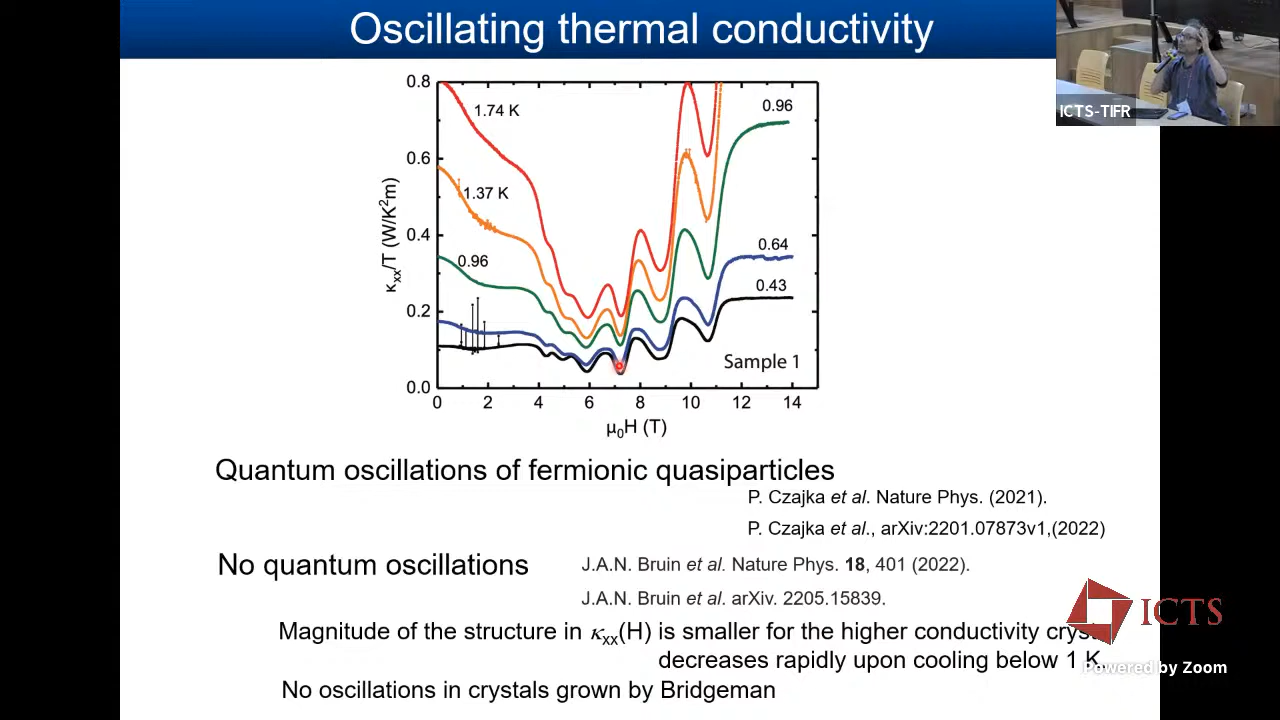 Oscillating thermal conductivity
ICTS-TIFR
0.8
0.6
0.4
0.2
0.0
κxx/T (W/K²m)
1.74 K
1.37 K
0.96
0.96
0.64
0.43
Sample 1
0 2 4 6 8 10 12 14
μ₀H (T)
Quantum oscillations of fermionic quasiparticles
P. Czajka et al. Nature Phys. (2021).
P. Czajka et al., arXiv:2201.07873v1,(2022)
No quantum oscillations
J.A.N. Bruin et al. Nature Phys. 18, 401 (2022).
J.A.N. Bruin et al. arXiv. 2205.15839.
ICTS
Magnitude of the structure in κxx(H) is smaller for the higher conductivity
decreases rapidly upon cooling below 1 K.
Powered by Zoom
No oscillations in crystals grown by Bridgeman